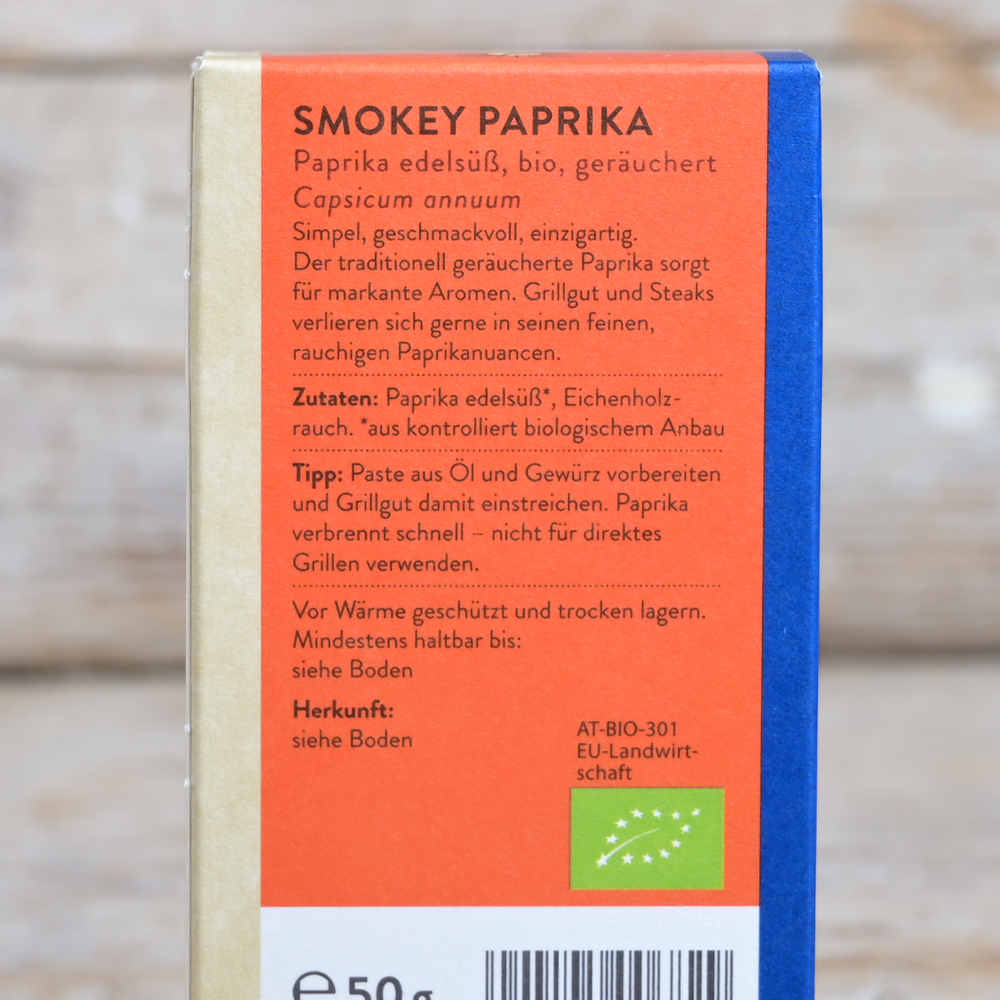 SMOKEY PAPRIKA
Paprika edelsüß, bio, geräuchert
Capsicum annuum
Simpel, geschmackvoll, einzigartig.
Der traditionell geräucherte Paprika sorgt
für markante Aromen. Grillgut und Steaks
verlieren sich gerne in seinen feinen,
rauchigen Paprikanuancen.
Zutaten: Paprika edelsüß*, Eichenholz-
rauch. *aus kontrolliert biologischem Anbau
Tipp: Paste aus Öl und Gewürz vorbereiten
und Grillgut damit einstreichen. Paprika
verbrennt schnell – nicht für direktes
Grillen verwenden.
Vor Wärme geschützt und trocken lagern.
Mindestens haltbar bis:
siehe Boden
Herkunft:
siehe Boden
AT-BIO-301
EU-Landwirt-
schaft
℮ 50 g